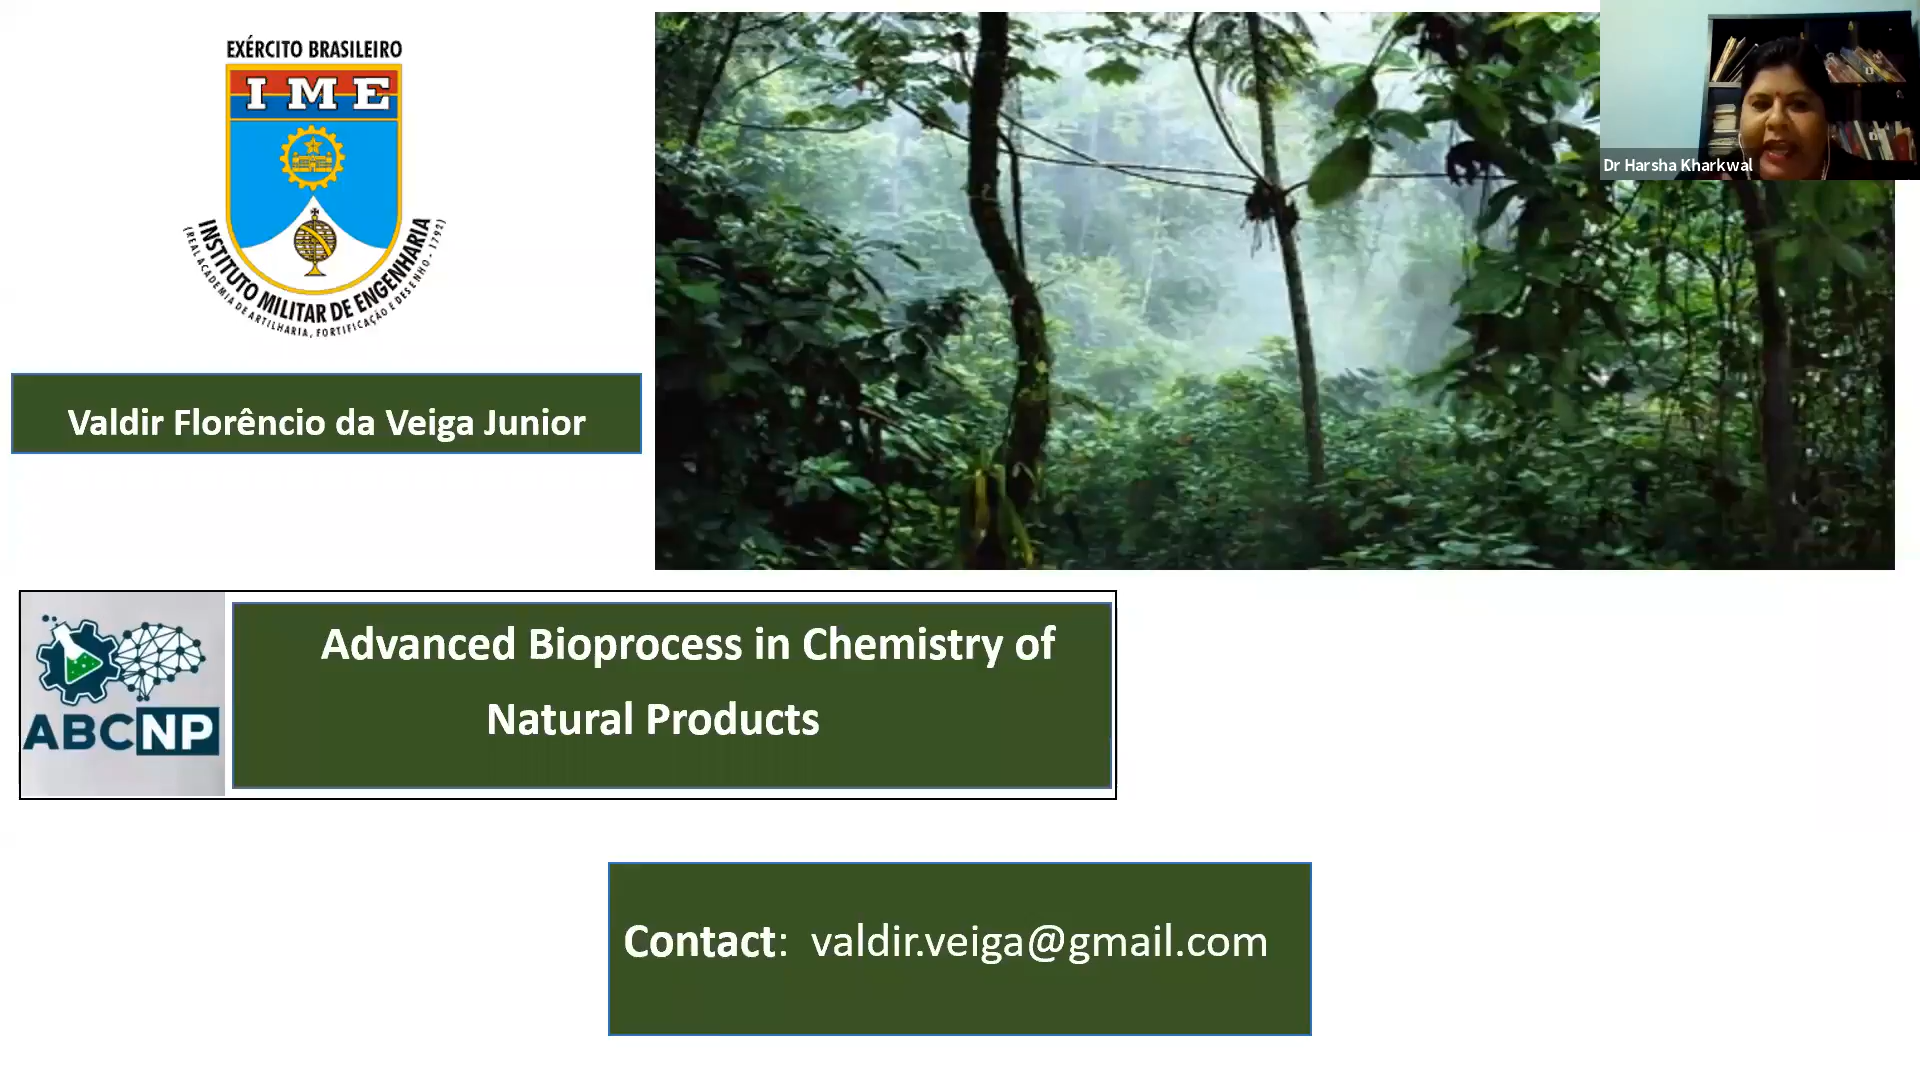 EXÉRCITO BRASILEIRO
IME
INSTITUTO MILITAR DE ENGENHARIA
(REAL ACADEMIA DE ARTILHARIA, FORTIFICAÇÃO E DESENHO - 1792)
Dr Harsha Kharkwal
Valdir Florêncio da Veiga Junior
ABCNP
Advanced Bioprocess in Chemistry of
Natural Products
Contact: valdir.veiga@gmail.com